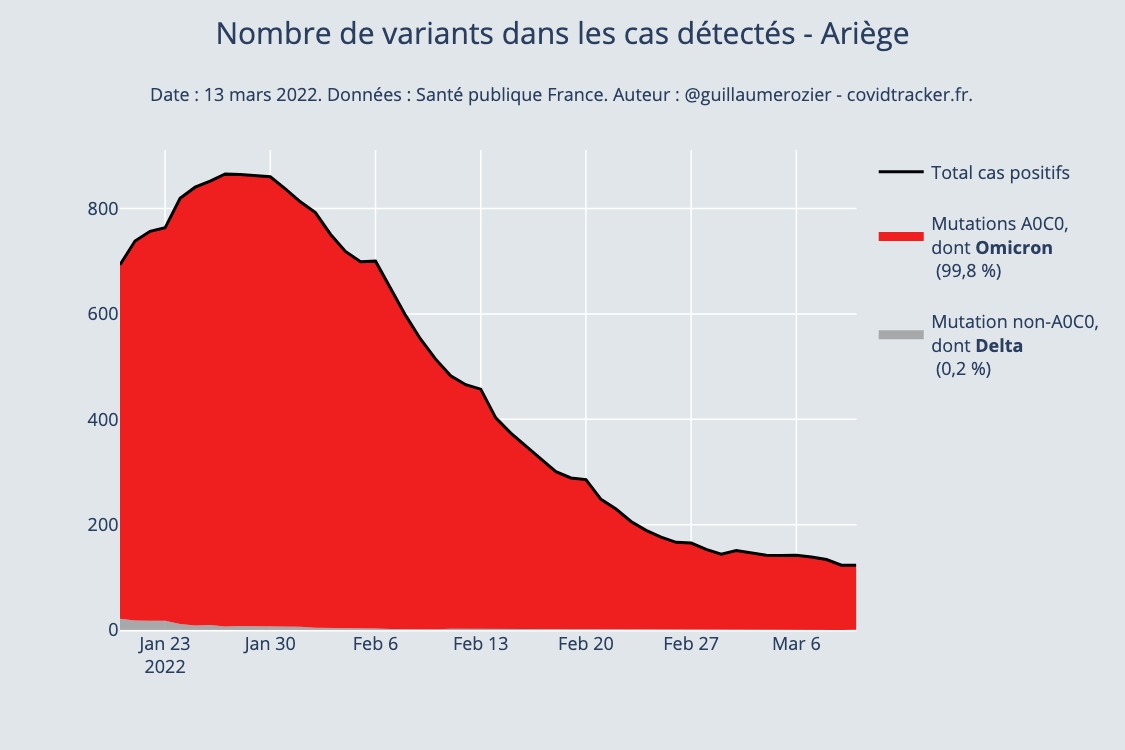 Nombre de variants dans les cas détectés - Ariège
Date : 13 mars 2022. Données : Santé publique France. Auteur : @guillaumerozier - covidtracker.fr.
Total cas positifs
Mutations A0C0,
dont Omicron
(99,8 %)
Mutation non-A0C0,
dont Delta
(0,2 %)
800
600
400
200
0
Jan 23
2022
Jan 30
Feb 6
Feb 13
Feb 20
Feb 27
Mar 6